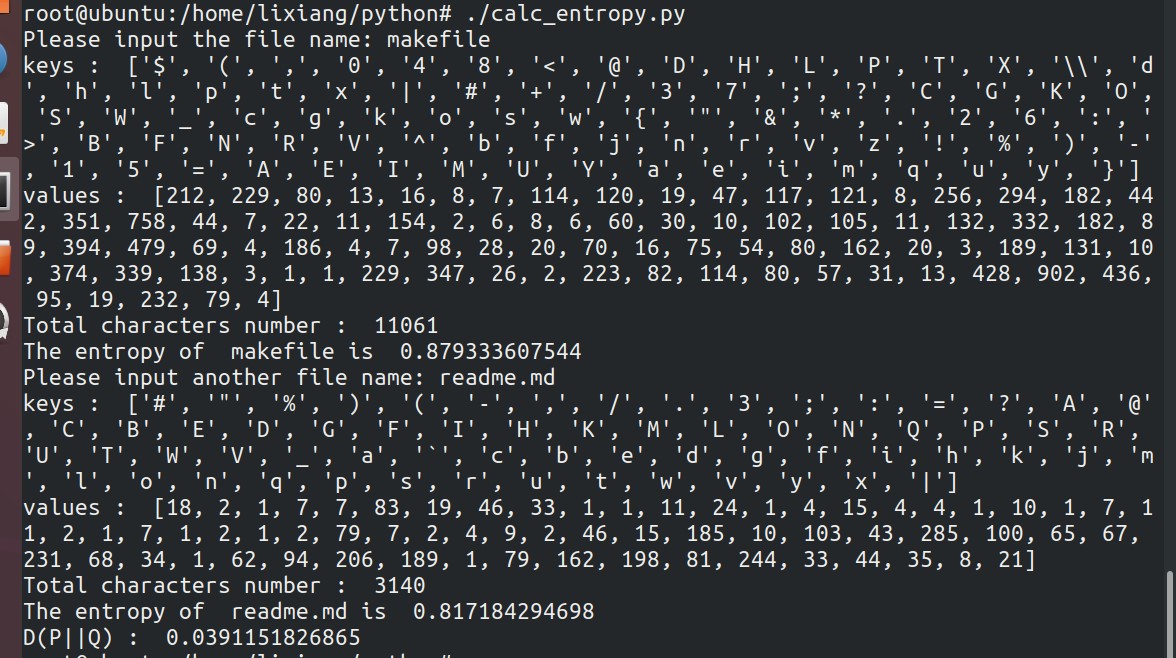 root@ubuntu:/home/lixiang/python# ./calc_entropy.py
Please input the file name: makefile
keys :  ['$', '(', ',', '0', '4', '8', '<', '@', 'D', 'H', 'L', 'P', 'T', 'X', '\\', 'd
', 'h', 'l', 'p', 't', 'x', '|', '#', '+', '/', '3', '7', ';', '?', 'C', 'G', 'K', 'O',
 'S', 'W', '_', 'c', 'g', 'k', 'o', 's', 'w', '{', '"', '&', '*', '.', '2', '6', ':', '
>', 'B', 'F', 'N', 'R', 'V', '^', 'b', 'f', 'j', 'n', 'r', 'v', 'z', '!', '%', ')', '-'
, '1', '5', '=', 'A', 'E', 'I', 'M', 'U', 'Y', 'a', 'e', 'i', 'm', 'q', 'u', 'y', '}']
values :  [212, 229, 80, 13, 16, 8, 7, 114, 120, 19, 47, 117, 121, 8, 256, 294, 182, 44
2, 351, 758, 44, 7, 22, 11, 154, 2, 6, 8, 6, 60, 30, 10, 102, 105, 11, 132, 332, 182, 8
9, 394, 479, 69, 4, 186, 4, 7, 98, 28, 20, 70, 16, 75, 54, 80, 162, 20, 3, 189, 131, 10
, 374, 339, 138, 3, 1, 1, 229, 347, 26, 2, 223, 82, 114, 80, 57, 31, 13, 428, 902, 436,
 95, 19, 232, 79, 4]
Total characters number :  11061
The entropy of  makefile is  0.879333607544
Please input another file name: readme.md
keys :  ['#', '"', '%', ')', '(', '-', ',', '/', '.', '3', ';', ':', '=', '?', 'A', '@'
, 'C', 'B', 'E', 'D', 'G', 'F', 'I', 'H', 'K', 'M', 'L', 'O', 'N', 'Q', 'P', 'S', 'R',
'U', 'T', 'W', 'V', '_', 'a', '`', 'c', 'b', 'e', 'd', 'g', 'f', 'i', 'h', 'k', 'j', 'm
', 'l', 'o', 'n', 'q', 'p', 's', 'r', 'u', 't', 'w', 'v', 'y', 'x', '|']
values :  [18, 2, 1, 7, 7, 83, 19, 46, 33, 1, 1, 11, 24, 1, 4, 15, 4, 4, 1, 10, 1, 7, 1
1, 2, 1, 7, 1, 2, 1, 2, 79, 7, 2, 4, 9, 2, 46, 15, 185, 10, 103, 43, 285, 100, 65, 67,
231, 68, 34, 1, 62, 94, 206, 189, 1, 79, 162, 198, 81, 244, 33, 44, 35, 8, 21]
Total characters number :  3140
The entropy of  readme.md is  0.817184294698
D(P||Q) :  0.0391151826865